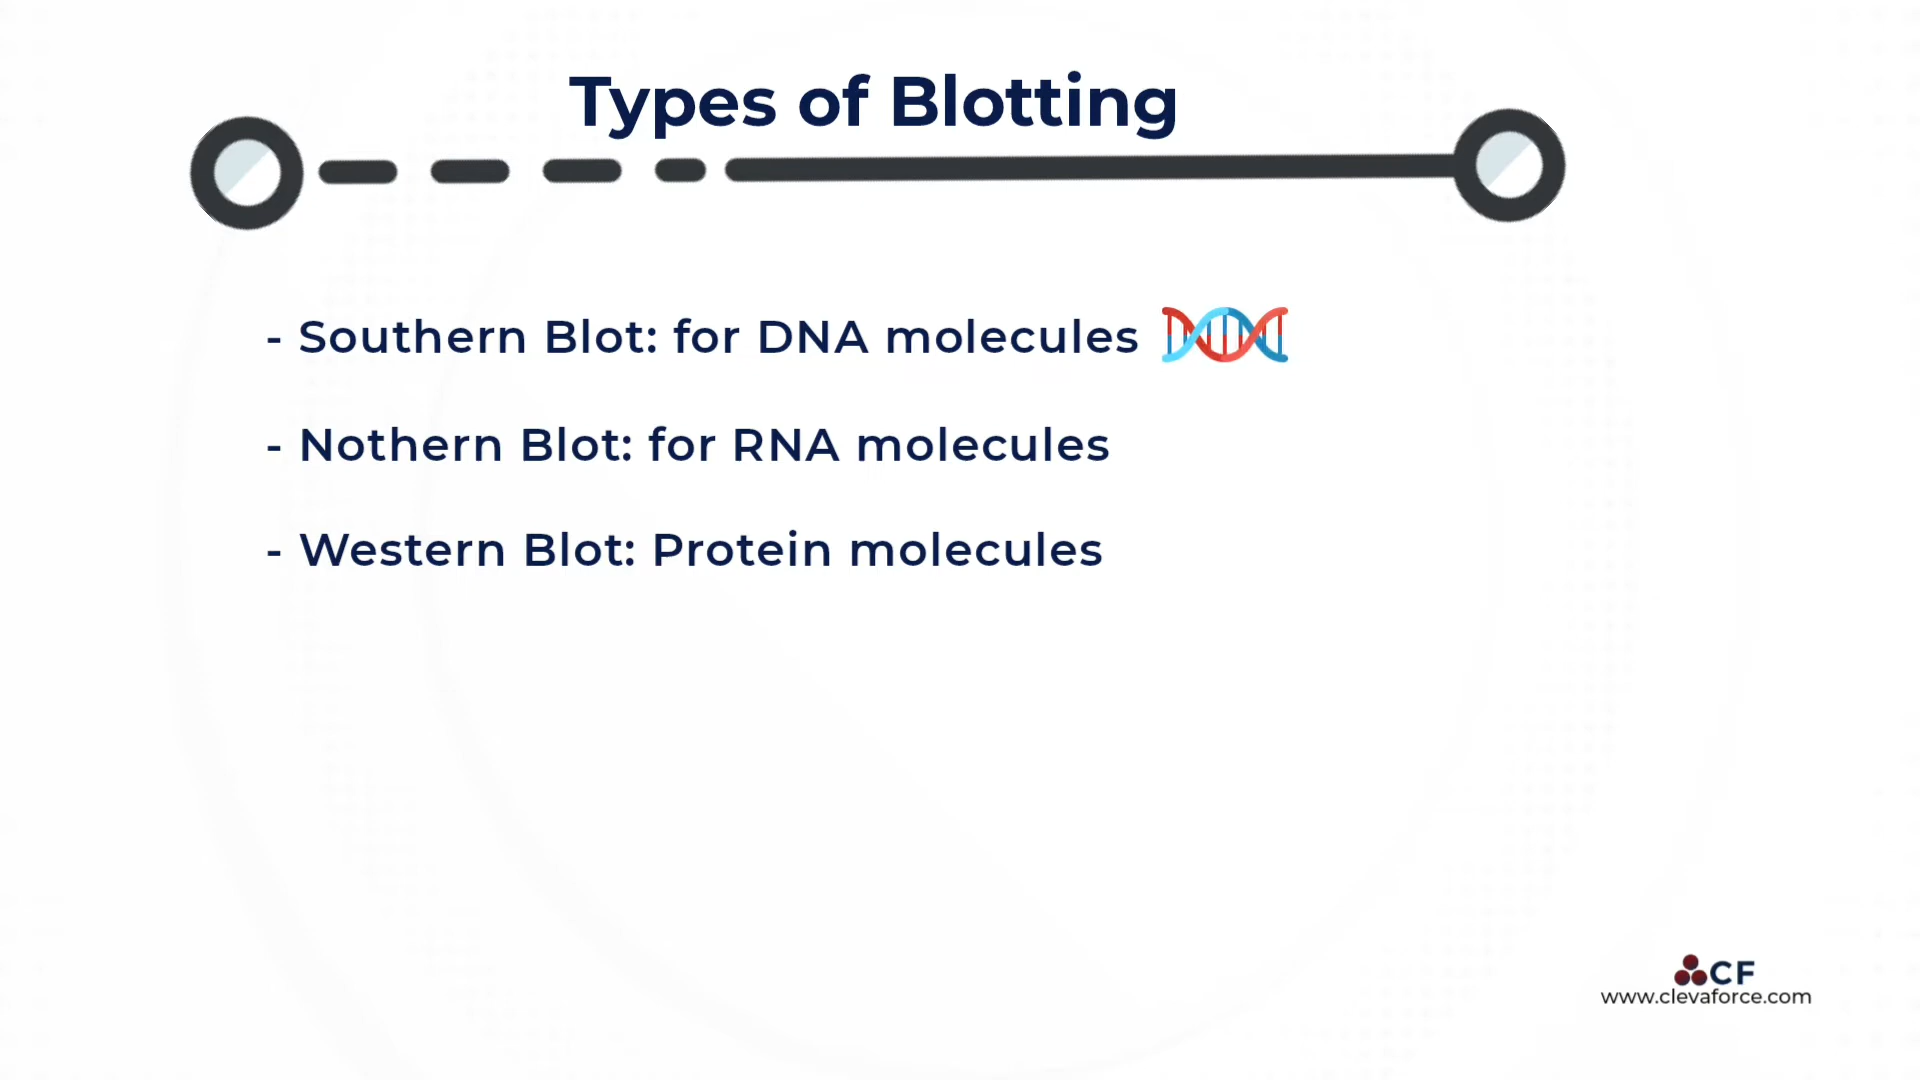 Types of Blotting
- Southern Blot: for DNA molecules
- Nothern Blot: for RNA molecules
- Western Blot: Protein molecules
CF
www.clevaforce.com